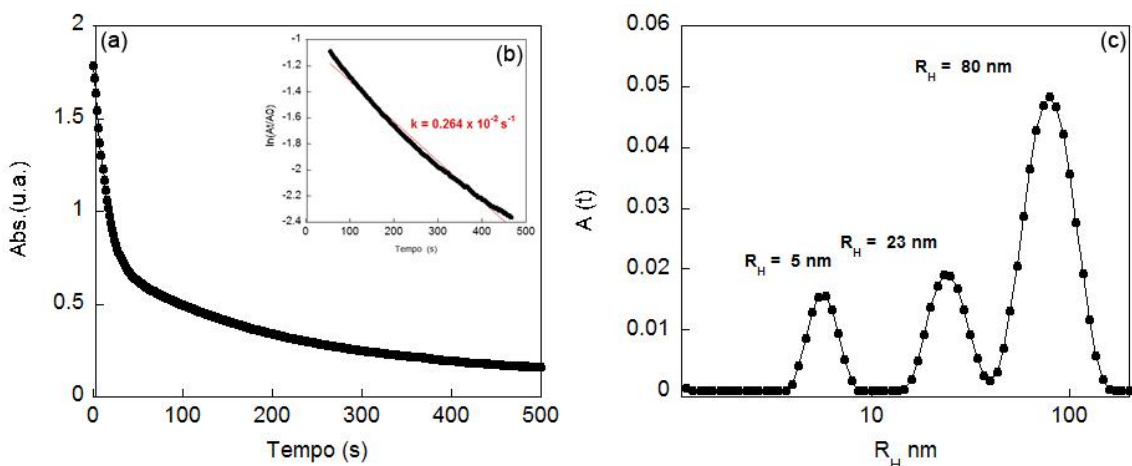 (a)
2
1.5
1
0.5
0
Abs.(u.a.)
0
100
200
300
400
500
Tempo (s)
(b)
-1
-1.2
-1.4
-1.6
-1.8
-2
-2.2
-2.4
ln(At/A0)
k = 0.264 x 10⁻² s⁻¹
0
100
200
300
400
500
Tempo (s)
(c)
0.06
0.05
0.04
0.03
0.02
0.01
0
A (t)
R_H = 5 nm
R_H = 23 nm
R_H = 80 nm
10
100
R_H nm